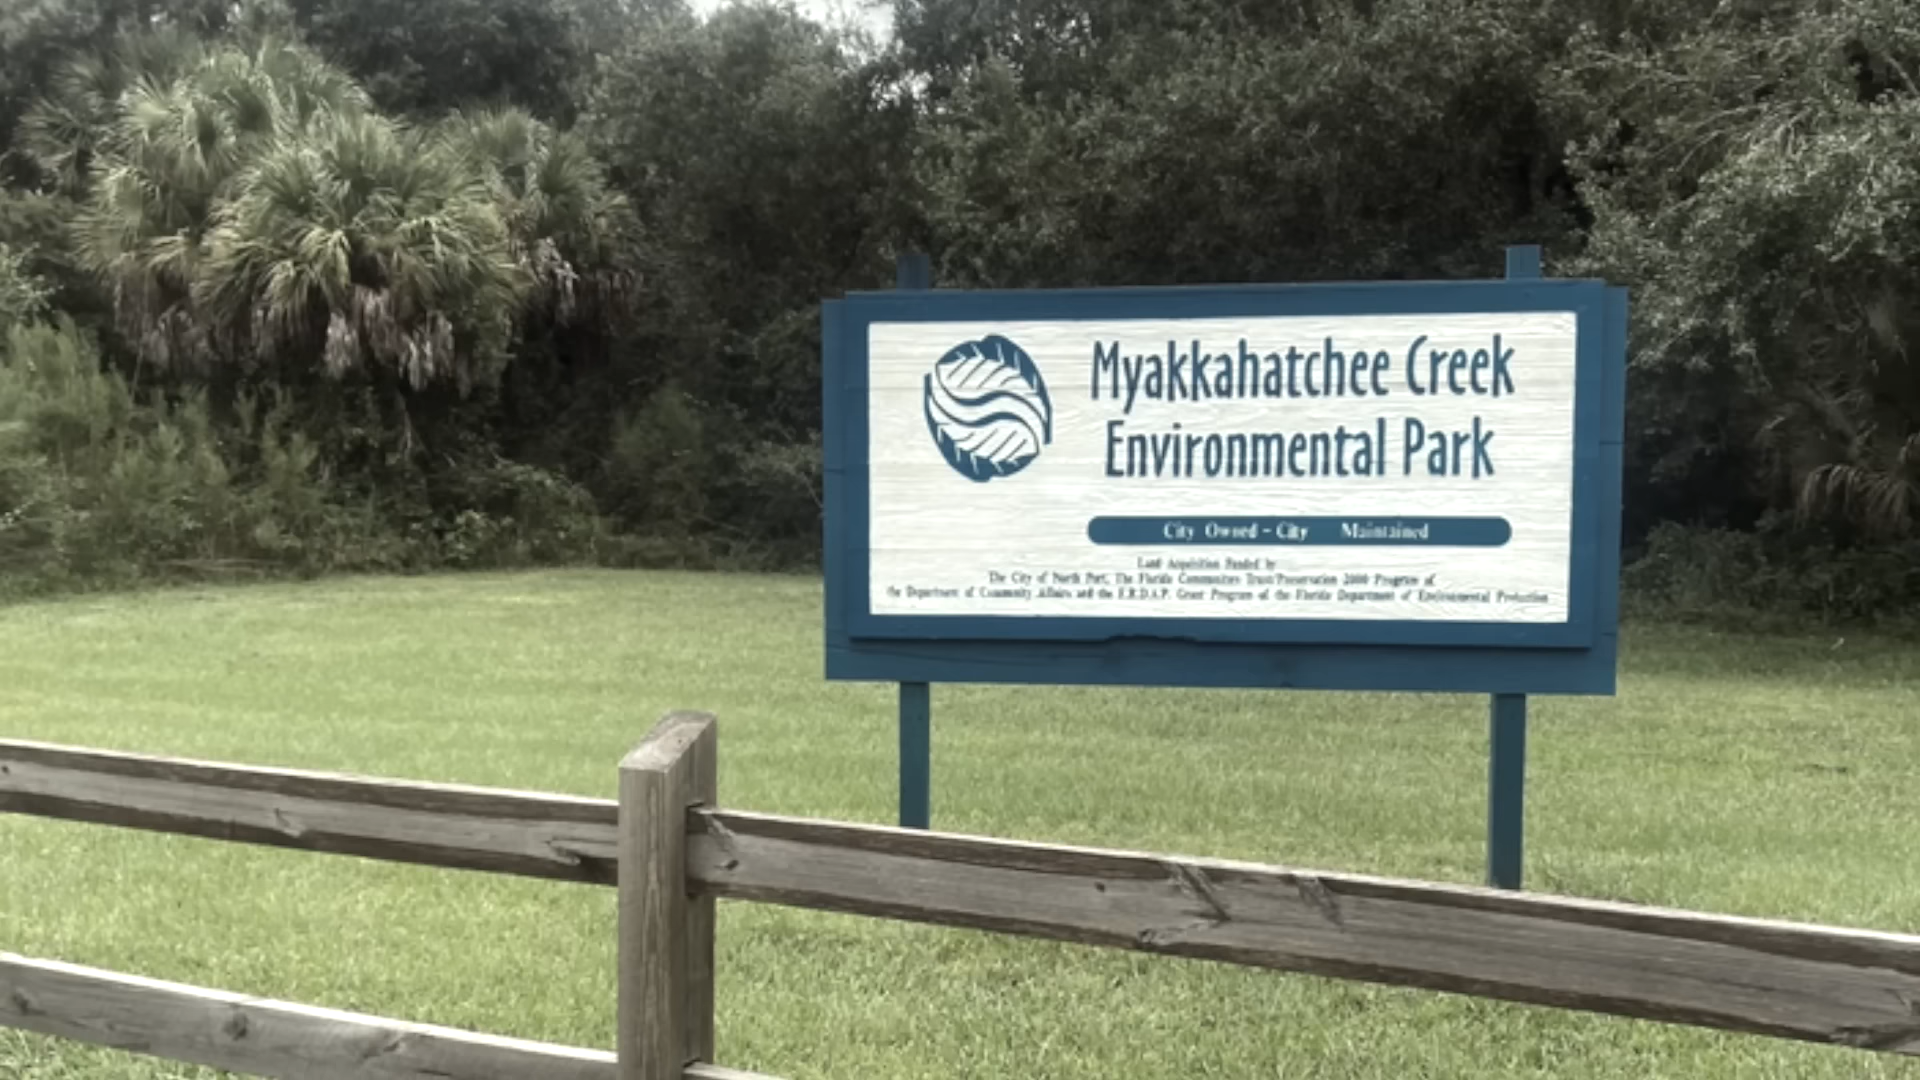 Myakkahatchee Creek
Environmental Park
City Owned - City Maintained
Land Acquisition Funded by
The City of North Port, The Florida Communities Trust/Preservation 2000 Program of
the Department of Community Affairs and the F.R.D.A.P. Grant Program of the Florida Department of Environmental Protection